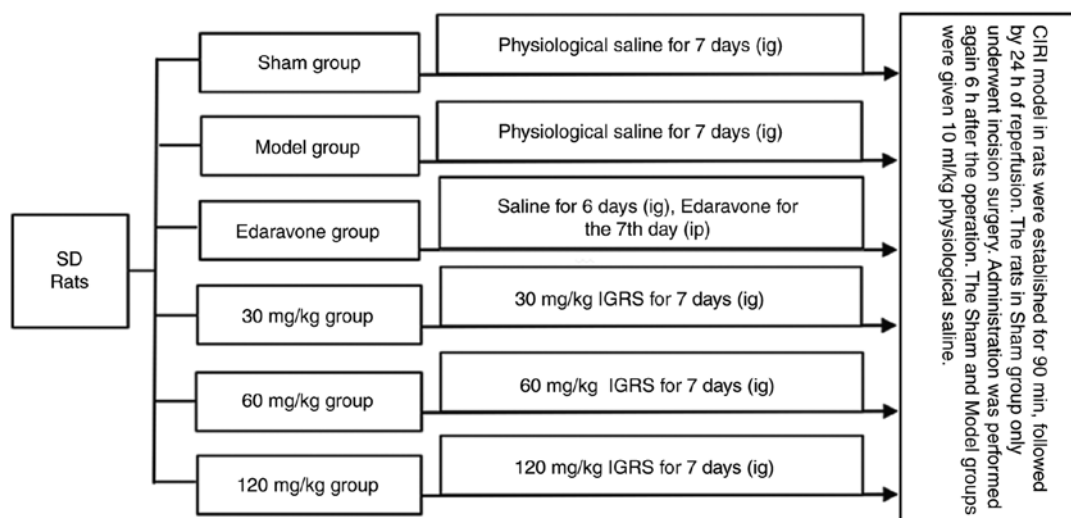 SD
Rats
Sham group
Physiological saline for 7 days (ig)
Model group
Physiological saline for 7 days (ig)
Edaravone group
Saline for 6 days (ig), Edaravone for
the 7th day (ip)
30 mg/kg group
30 mg/kg IGRS for 7 days (ig)
60 mg/kg group
60 mg/kg IGRS for 7 days (ig)
120 mg/kg group
120 mg/kg IGRS for 7 days (ig)
CIRI model in rats were established for 90 min, followed
by 24 h of reperfusion. The rats in Sham group only
underwent incision surgery. Administration was performed
again 6 h after the operation. The Sham and Model groups
were given 10 ml/kg physiological saline.